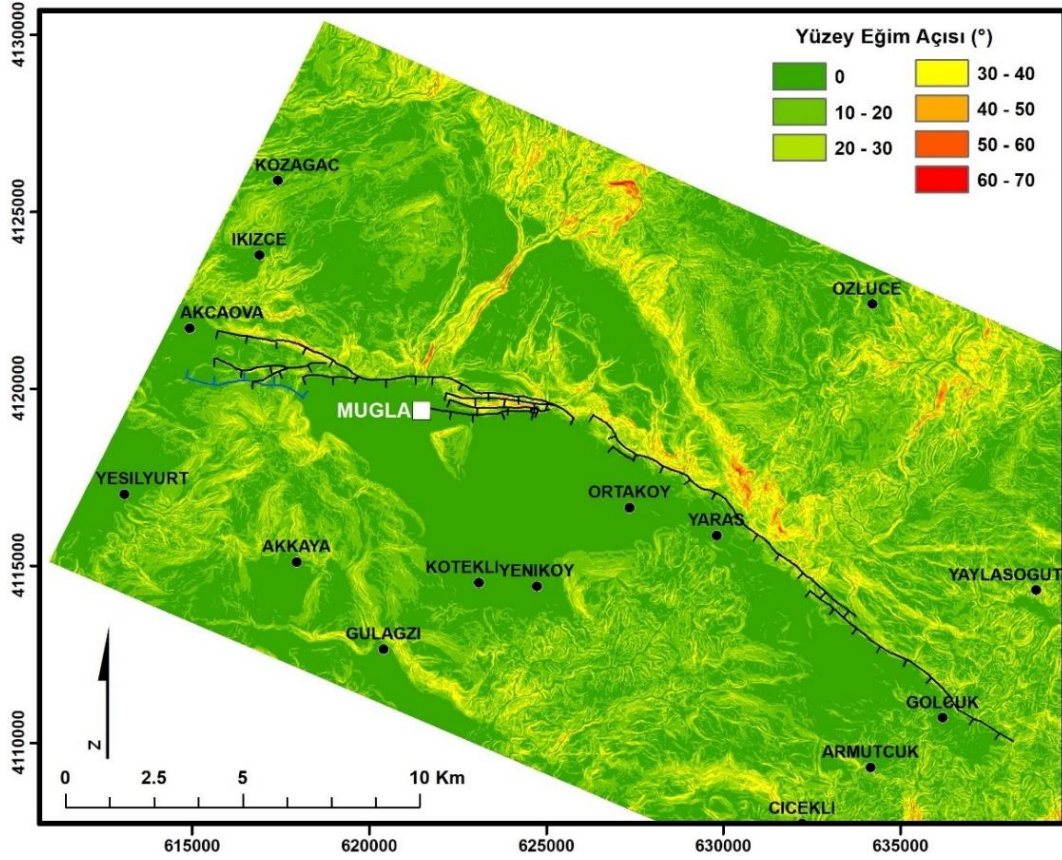 Yüzey Eğim Açısı (°)
0
10 - 20
20 - 30
30 - 40
40 - 50
50 - 60
60 - 70
4130000
4125000
4120000
4115000
4110000
KOZAGAC
IKIZCE
OZLUCE
AKCAOVA
MUGLA
YESILYURT
ORTAKOY
YARAS
AKKAYA
KOTEKLI
YENIKOY
YAYLASOGUT
GULAGZI
GOLCUK
ARMUTCUK
CICEKLI
N
0 2.5 5 10 Km
615000 620000 625000 630000 635000